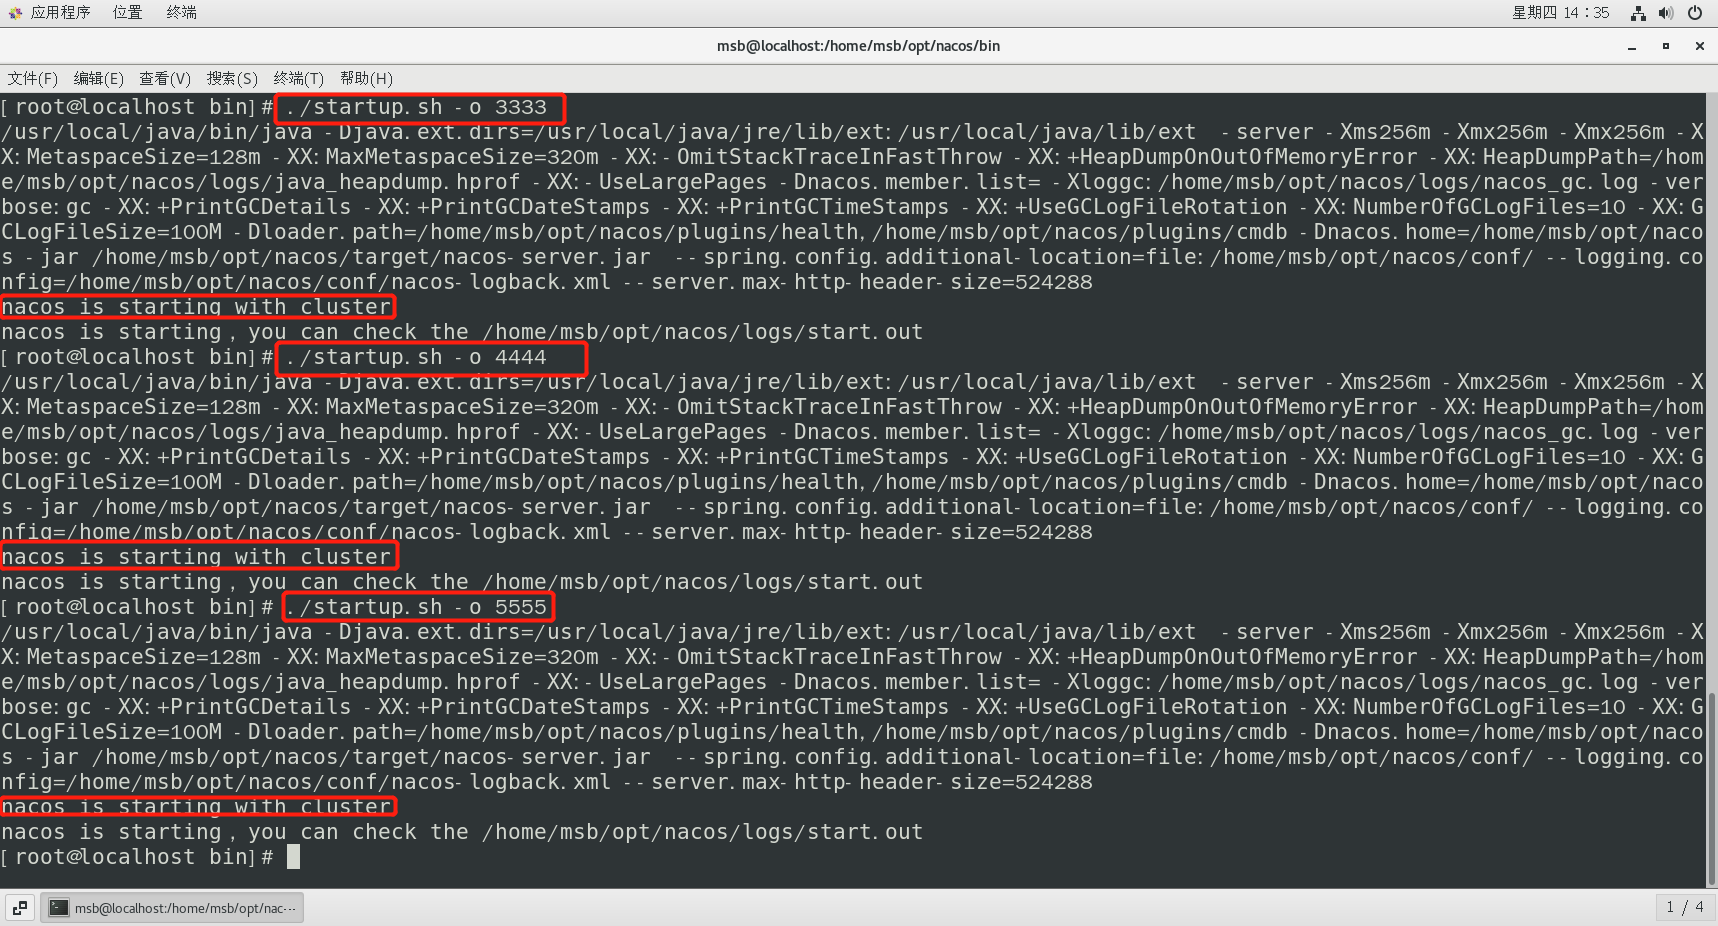 应用程序 位置 终端 星期四 14：35
msb@localhost:/home/msb/opt/nacos/bin
文件(F) 编辑(E) 查看(V) 搜索(S) 终端(T) 帮助(H)
[root@localhost bin]# ./startup.sh -o 3333
/usr/local/java/bin/java -Djava.ext.dirs=/usr/local/java/jre/lib/ext:/usr/local/java/lib/ext  -server -Xms256m -Xmx256m -Xmx256m -X
X:MetaspaceSize=128m -XX:MaxMetaspaceSize=320m -XX:-OmitStackTraceInFastThrow -XX:+HeapDumpOnOutOfMemoryError -XX:HeapDumpPath=/hom
e/msb/opt/nacos/logs/java_heapdump.hprof -XX:-UseLargePages -Dnacos.member.list= -Xloggc:/home/msb/opt/nacos/logs/nacos_gc.log -ver
bose:gc -XX:+PrintGCDetails -XX:+PrintGCDateStamps -XX:+PrintGCTimeStamps -XX:+UseGCLogFileRotation -XX:NumberOfGCLogFiles=10 -XX:G
CLogFileSize=100M -Dloader.path=/home/msb/opt/nacos/plugins/health,/home/msb/opt/nacos/plugins/cmdb -Dnacos.home=/home/msb/opt/naco
s -jar /home/msb/opt/nacos/target/nacos-server.jar  --spring.config.additional-location=file:/home/msb/opt/nacos/conf/ --logging.co
nfig=/home/msb/opt/nacos/conf/nacos-logback.xml --server.max-http-header-size=524288
nacos is starting with cluster
nacos is starting，you can check the /home/msb/opt/nacos/logs/start.out
[root@localhost bin]# ./startup.sh -o 4444
/usr/local/java/bin/java -Djava.ext.dirs=/usr/local/java/jre/lib/ext:/usr/local/java/lib/ext  -server -Xms256m -Xmx256m -Xmx256m -X
X:MetaspaceSize=128m -XX:MaxMetaspaceSize=320m -XX:-OmitStackTraceInFastThrow -XX:+HeapDumpOnOutOfMemoryError -XX:HeapDumpPath=/hom
e/msb/opt/nacos/logs/java_heapdump.hprof -XX:-UseLargePages -Dnacos.member.list= -Xloggc:/home/msb/opt/nacos/logs/nacos_gc.log -ver
bose:gc -XX:+PrintGCDetails -XX:+PrintGCDateStamps -XX:+PrintGCTimeStamps -XX:+UseGCLogFileRotation -XX:NumberOfGCLogFiles=10 -XX:G
CLogFileSize=100M -Dloader.path=/home/msb/opt/nacos/plugins/health,/home/msb/opt/nacos/plugins/cmdb -Dnacos.home=/home/msb/opt/naco
s -jar /home/msb/opt/nacos/target/nacos-server.jar  --spring.config.additional-location=file:/home/msb/opt/nacos/conf/ --logging.co
nfig=/home/msb/opt/nacos/conf/nacos-logback.xml --server.max-http-header-size=524288
nacos is starting with cluster
nacos is starting，you can check the /home/msb/opt/nacos/logs/start.out
[root@localhost bin]# ./startup.sh -o 5555
/usr/local/java/bin/java -Djava.ext.dirs=/usr/local/java/jre/lib/ext:/usr/local/java/lib/ext  -server -Xms256m -Xmx256m -Xmx256m -X
X:MetaspaceSize=128m -XX:MaxMetaspaceSize=320m -XX:-OmitStackTraceInFastThrow -XX:+HeapDumpOnOutOfMemoryError -XX:HeapDumpPath=/hom
e/msb/opt/nacos/logs/java_heapdump.hprof -XX:-UseLargePages -Dnacos.member.list= -Xloggc:/home/msb/opt/nacos/logs/nacos_gc.log -ver
bose:gc -XX:+PrintGCDetails -XX:+PrintGCDateStamps -XX:+PrintGCTimeStamps -XX:+UseGCLogFileRotation -XX:NumberOfGCLogFiles=10 -XX:G
CLogFileSize=100M -Dloader.path=/home/msb/opt/nacos/plugins/health,/home/msb/opt/nacos/plugins/cmdb -Dnacos.home=/home/msb/opt/naco
s -jar /home/msb/opt/nacos/target/nacos-server.jar  --spring.config.additional-location=file:/home/msb/opt/nacos/conf/ --logging.co
nfig=/home/msb/opt/nacos/conf/nacos-logback.xml --server.max-http-header-size=524288
nacos is starting with cluster
nacos is starting，you can check the /home/msb/opt/nacos/logs/start.out
[root@localhost bin]#
msb@localhost:/home/msb/opt/nac··· 1 / 4